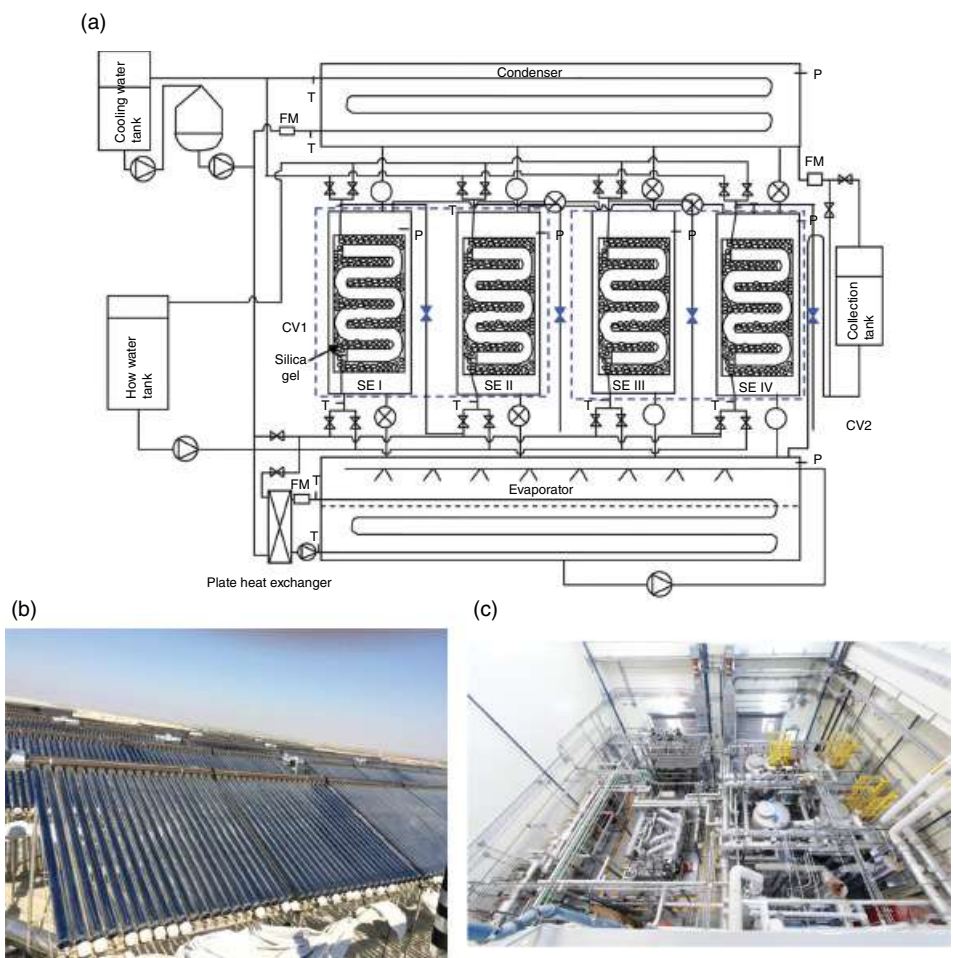 (a)
Condenser
P
T
Cooling water
tank
FM
T
FM
T
P
P
P
P
Collection
tank
How water
tank
CV1
Silica
gel
SE I
SE II
SE III
SE IV
T
T
T
T
CV2
P
FM
T
Evaporator
T
Plate heat exchanger
(b)
(c)